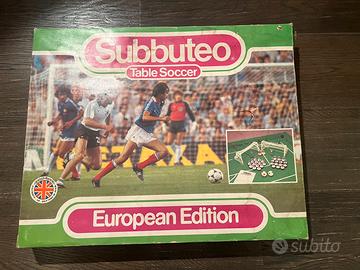 Subbuteo
Table Soccer
European Edition
subito